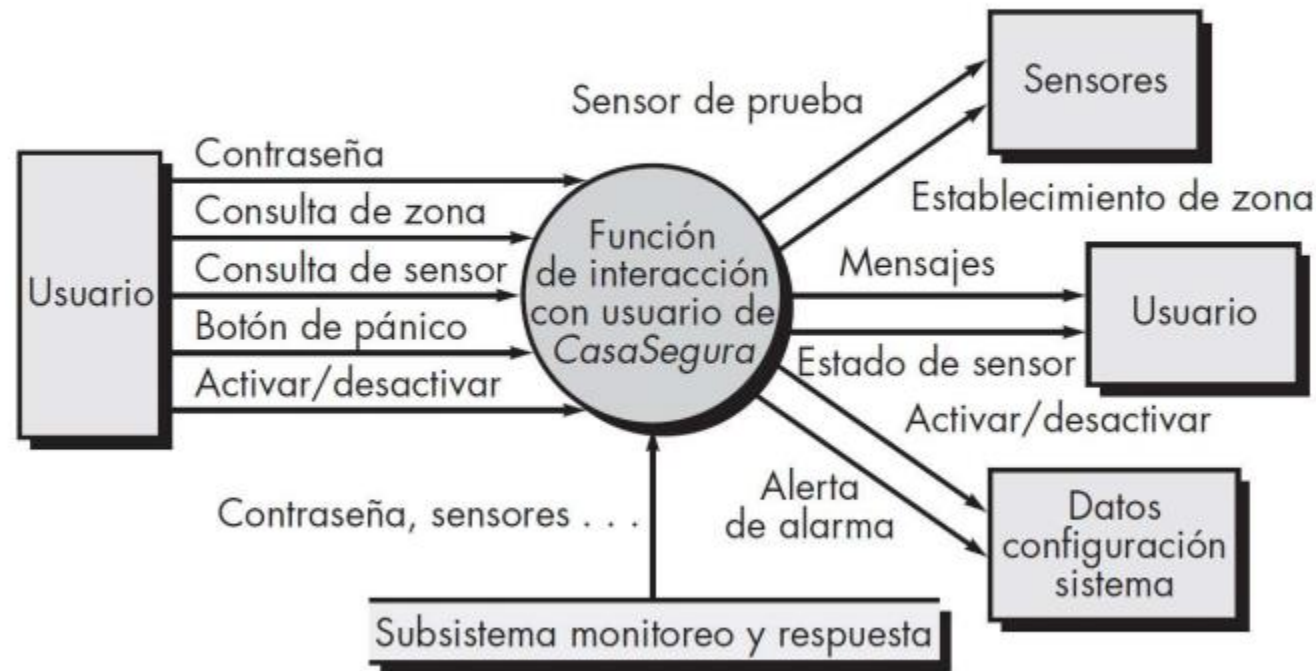 Usuario
Contraseña
Consulta de zona
Consulta de sensor
Botón de pánico
Activar/desactivar
Función
de interacción
con usuario de
CasaSegura
Contraseña, sensores . . .
Subsistema monitoreo y respuesta
Sensor de prueba
Sensores
Establecimiento de zona
Mensajes
Usuario
Estado de sensor
Activar/desactivar
Alerta
de alarma
Datos
configuración
sistema